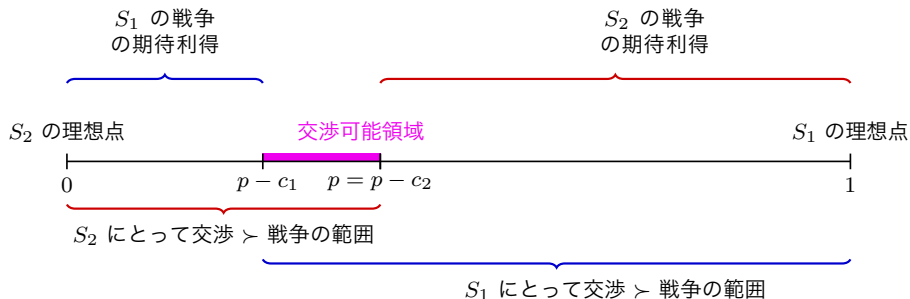 S₁ の戦争
の期待利得
S₂ の戦争
の期待利得
S₂ の理想点
交渉可能領域
S₁ の理想点
0
p − c₁
p = p − c₂
1
S₂ にとって交渉 ≻ 戦争の範囲
S₁ にとって交渉 ≻ 戦争の範囲